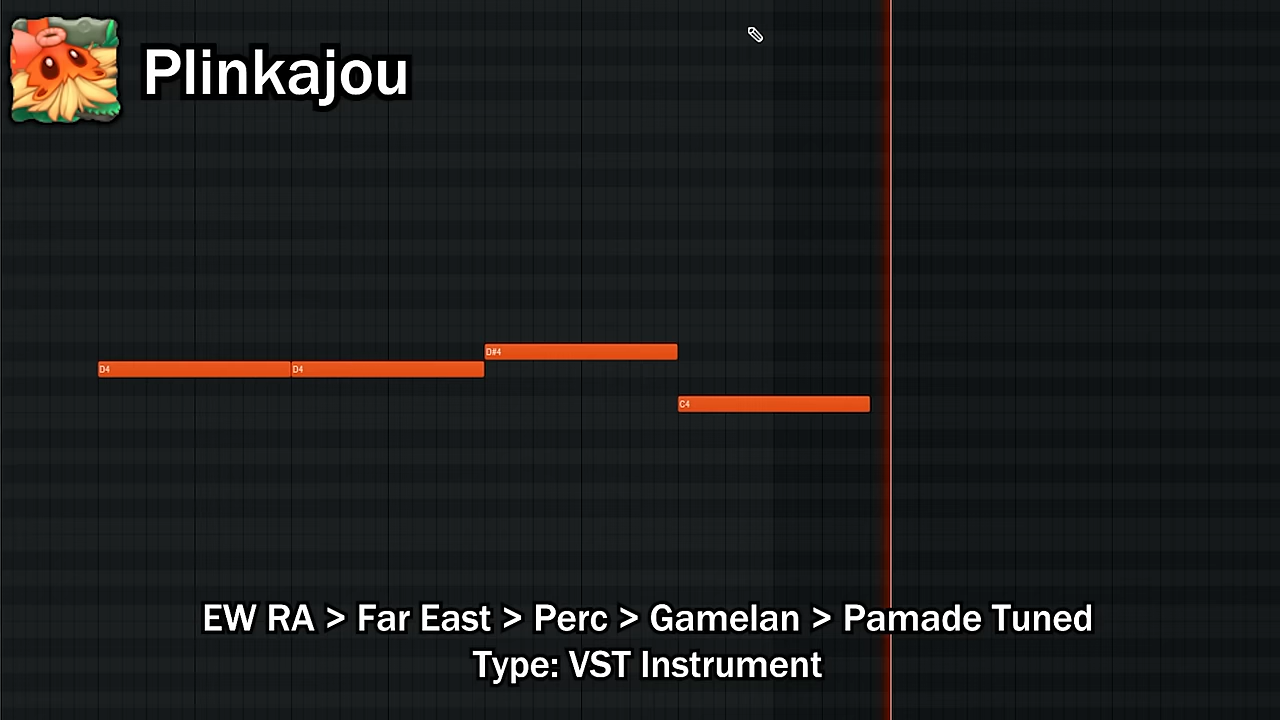 Plinkajou
D#4
D4 D4
C4
EW RA > Far East > Perc > Gamelan > Pamade Tuned
Type: VST Instrument